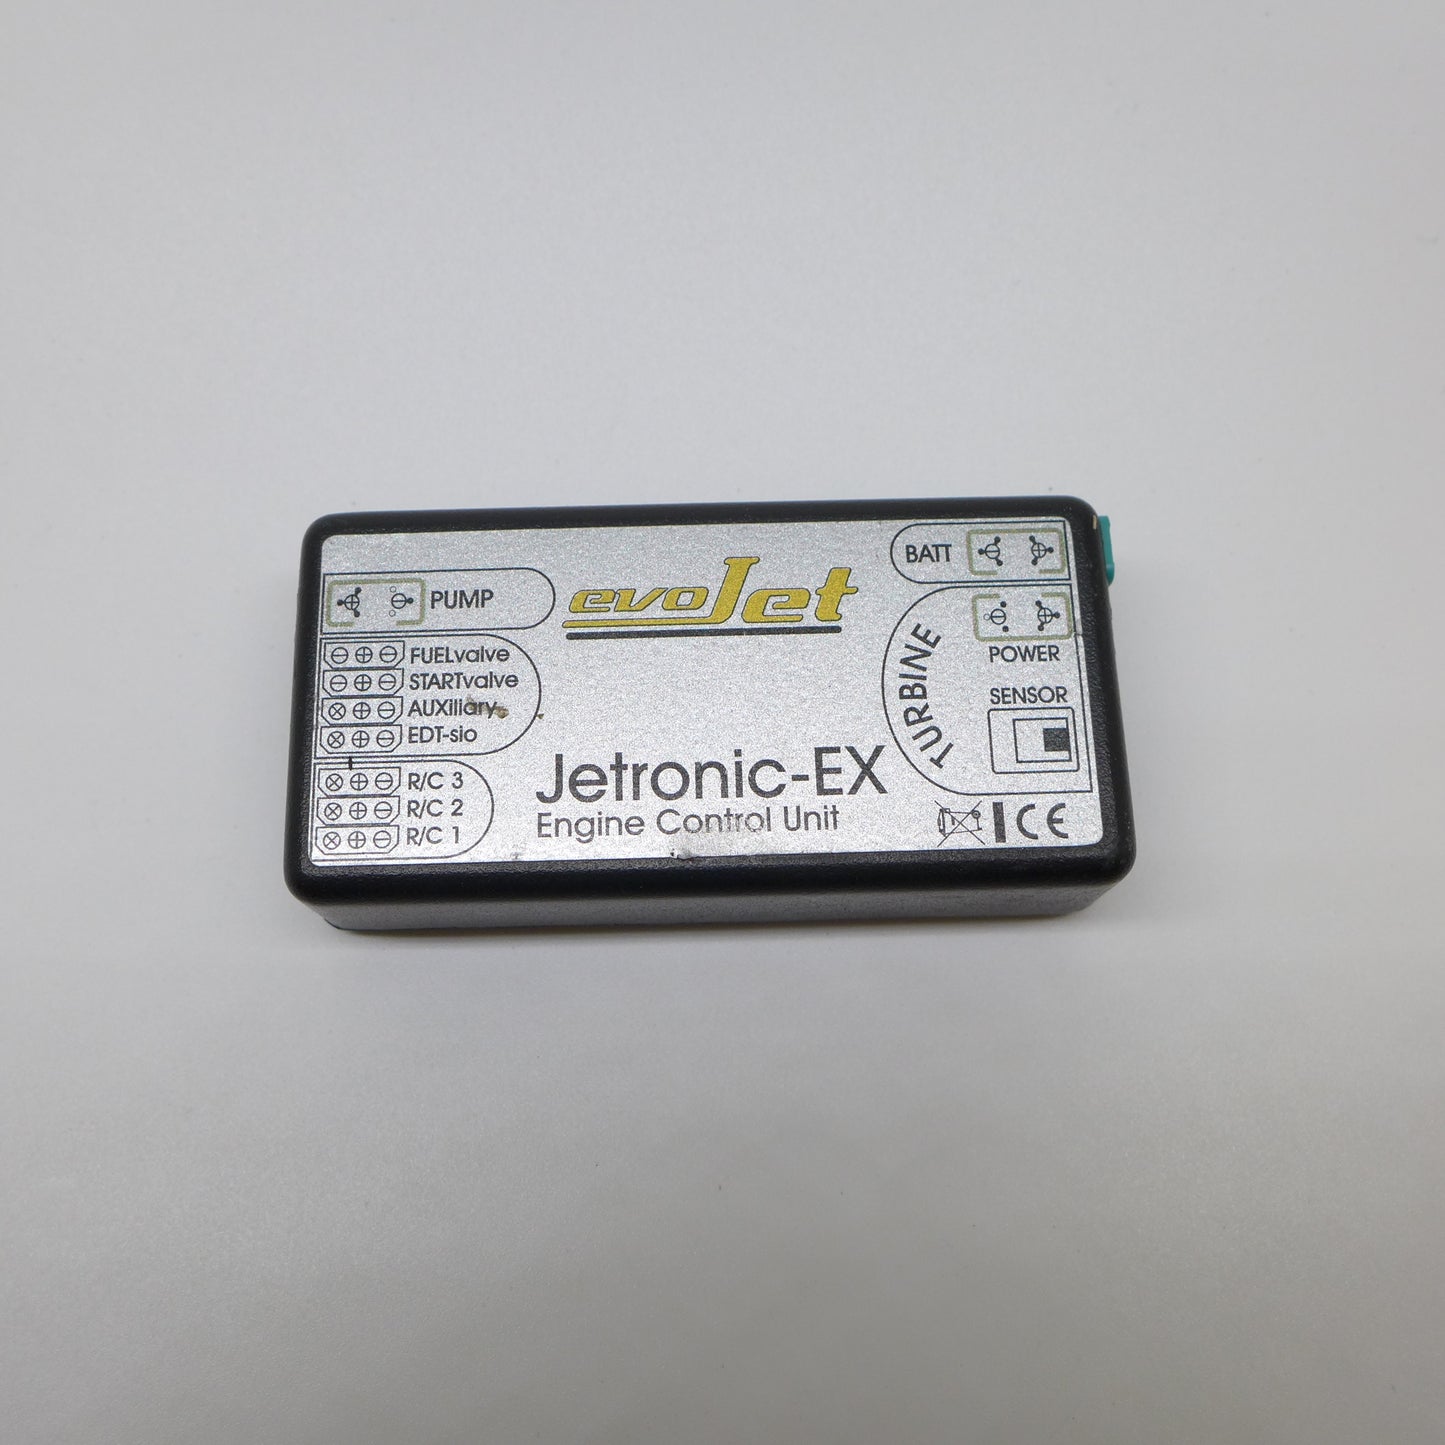 evoJet
PUMP
FUELvalve
STARTvalve
AUXiliary
EDT-sio
R/C 3
R/C 2
R/C 1
Jetronic-EX
Engine Control Unit
BATT
TURBINE
POWER
SENSOR
CE